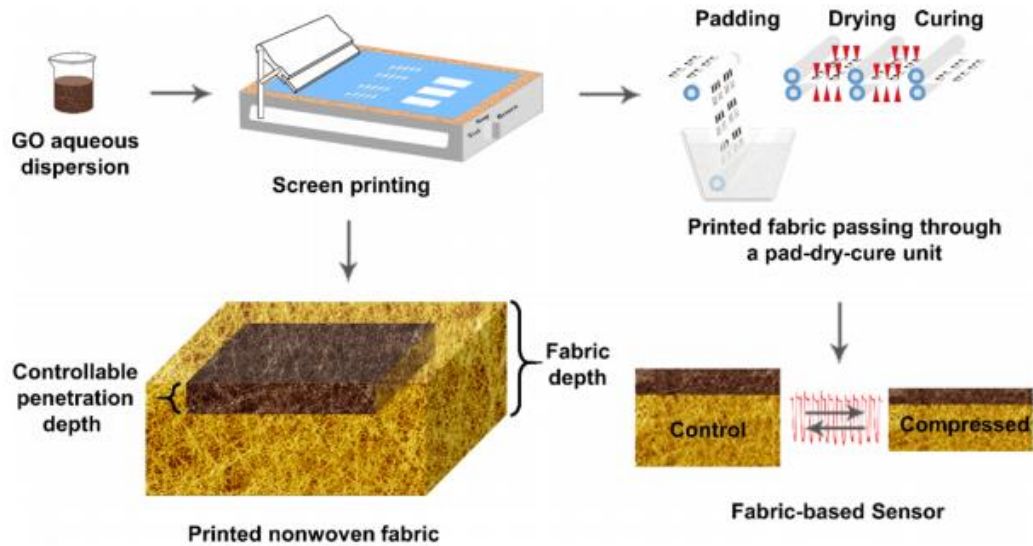 Padding Drying Curing
GO aqueous
dispersion
Screen printing
Printed fabric passing through
a pad-dry-cure unit
Controllable
penetration
depth
Fabric
depth
Control
Compressed
Printed nonwoven fabric
Fabric-based Sensor